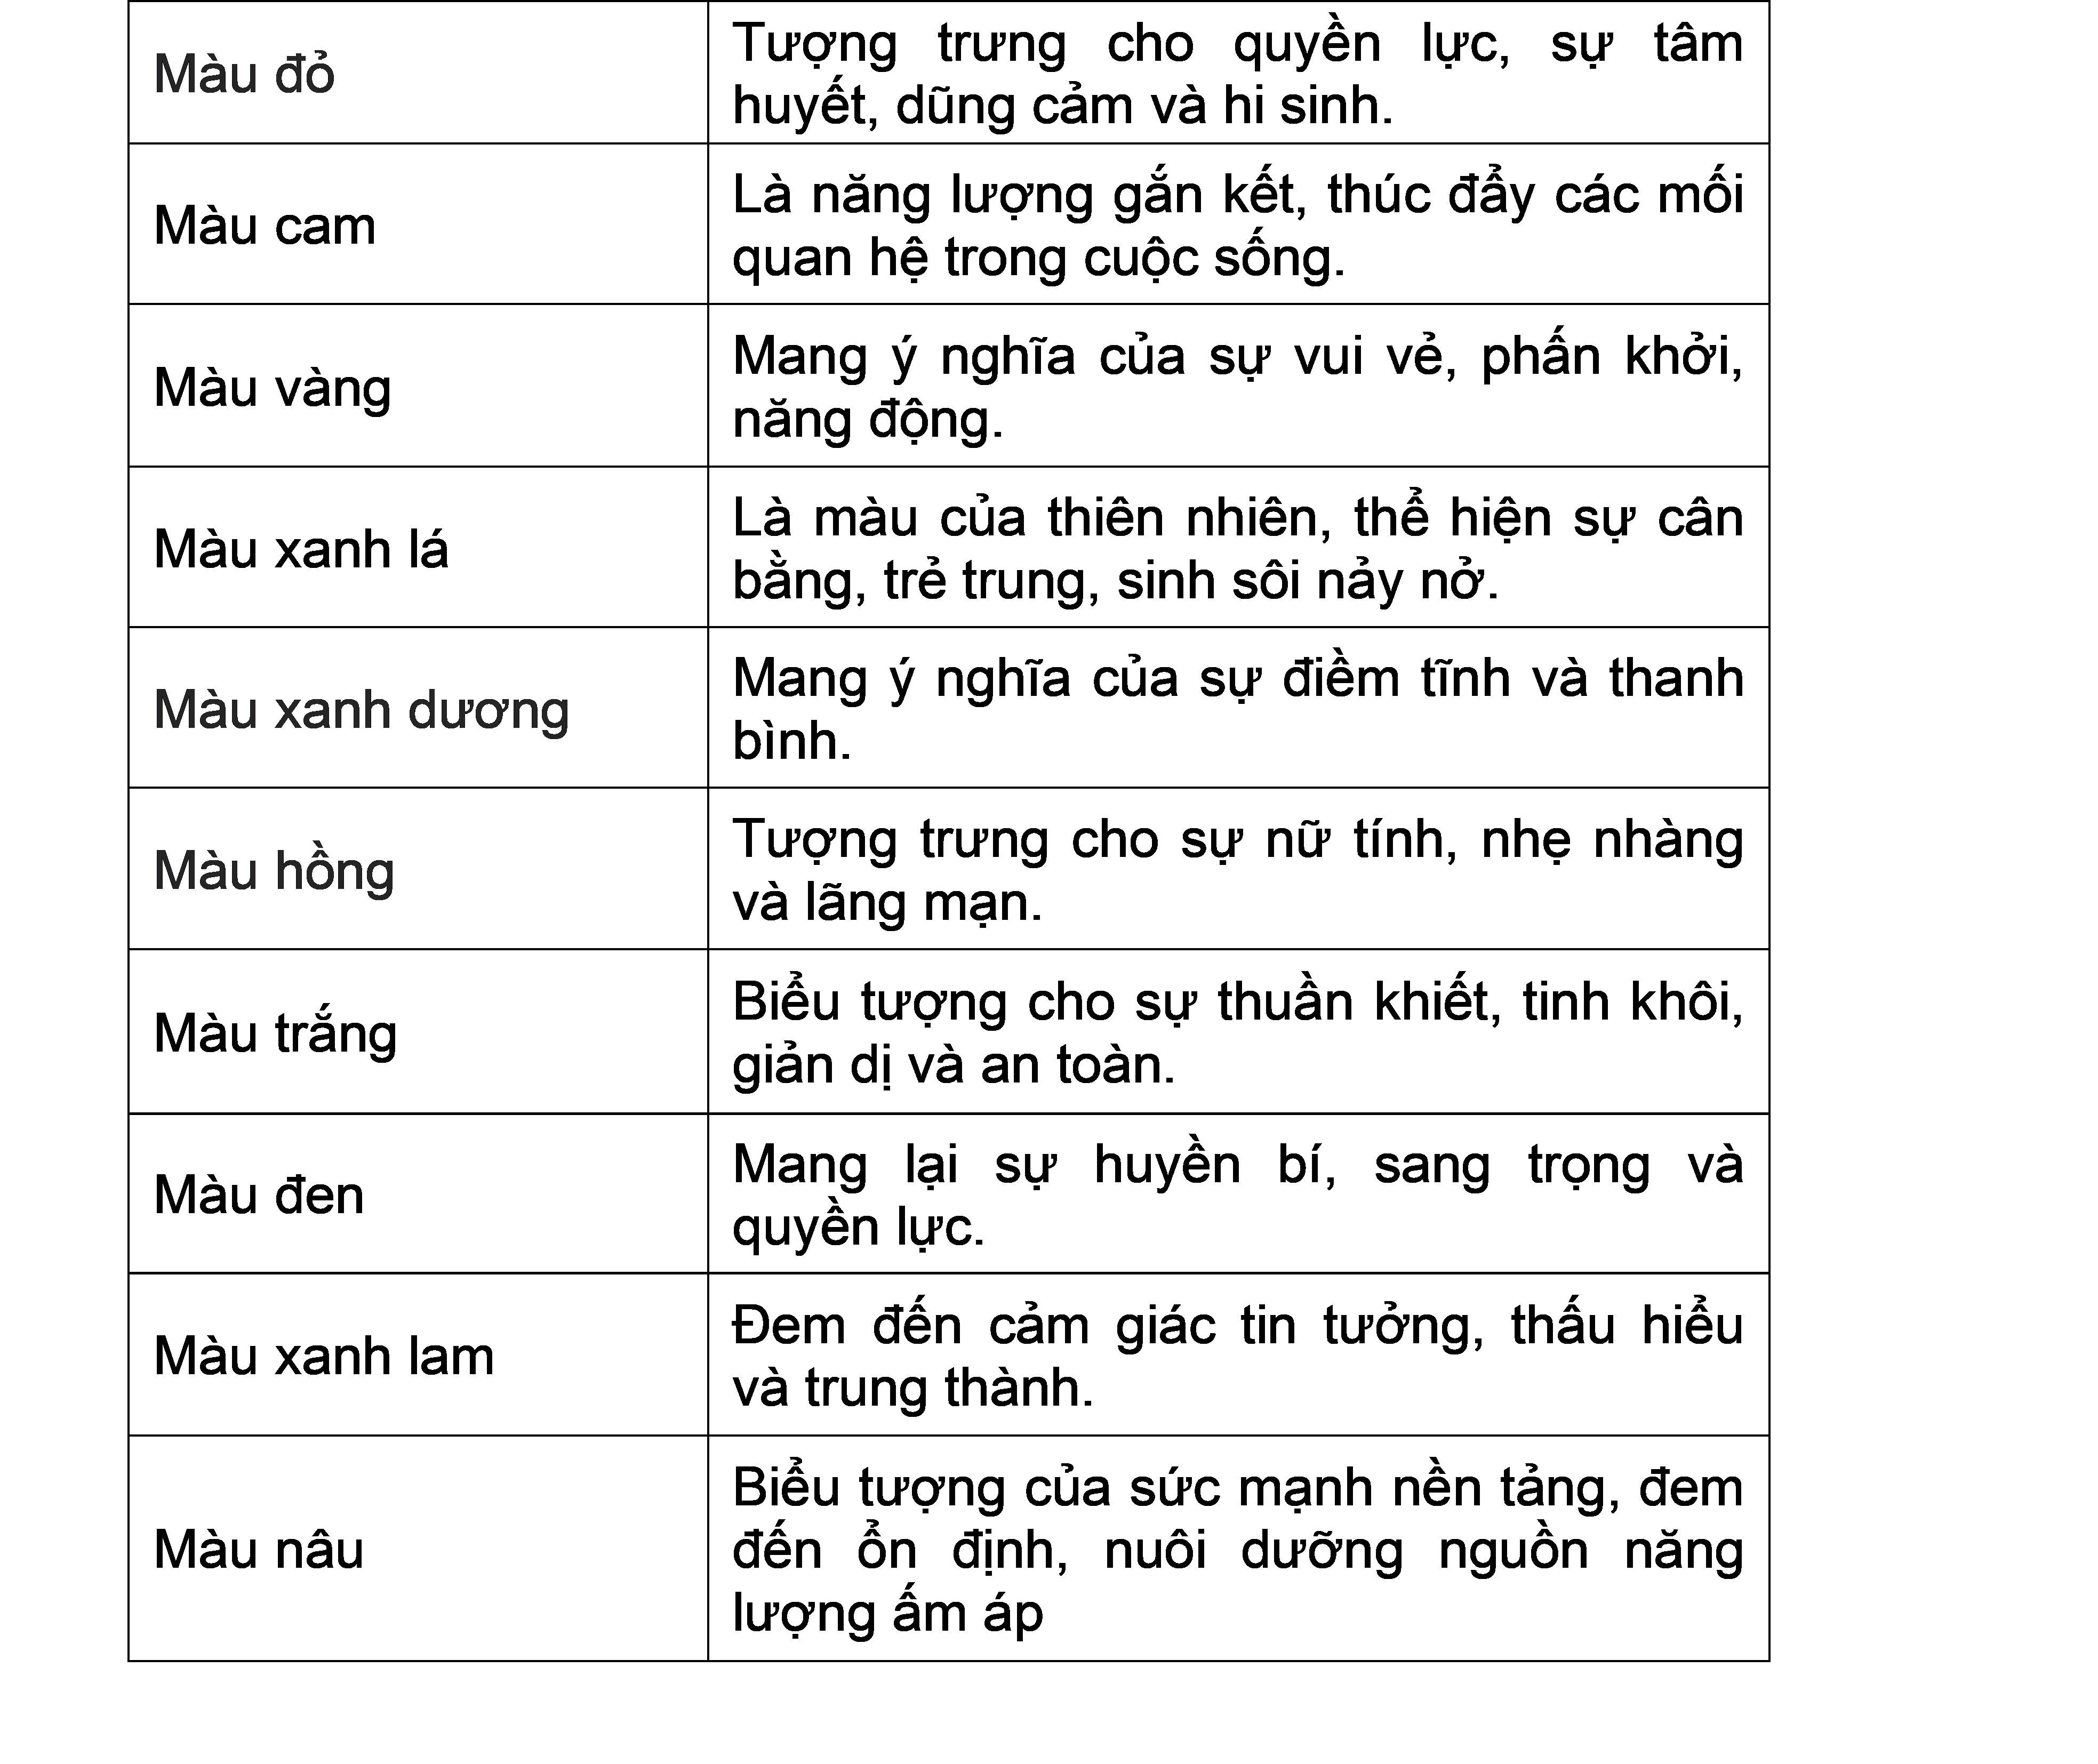 Màu đỏ
Tượng trưng cho quyền lực, sự tâm
huyết, dũng cảm và hi sinh.
Màu cam
Là năng lượng gắn kết, thúc đẩy các mối
quan hệ trong cuộc sống.
Màu vàng
Mang ý nghĩa của sự vui vẻ, phấn khởi,
năng động.
Màu xanh lá
Là màu của thiên nhiên, thể hiện sự cân
bằng, trẻ trung, sinh sôi nảy nở.
Màu xanh dương
Mang ý nghĩa của sự điềm tĩnh và thanh
bình.
Màu hồng
Tượng trưng cho sự nữ tính, nhẹ nhàng
và lãng mạn.
Màu trắng
Biểu tượng cho sự thuần khiết, tinh khôi,
giản dị và an toàn.
Màu đen
Mang lại sự huyền bí, sang trọng và
quyền lực.
Màu xanh lam
Đem đến cảm giác tin tưởng, thấu hiểu
và trung thành.
Màu nâu
Biểu tượng của sức mạnh nền tảng, đem
đến ổn định, nuôi dưỡng nguồn năng
lượng ấm áp